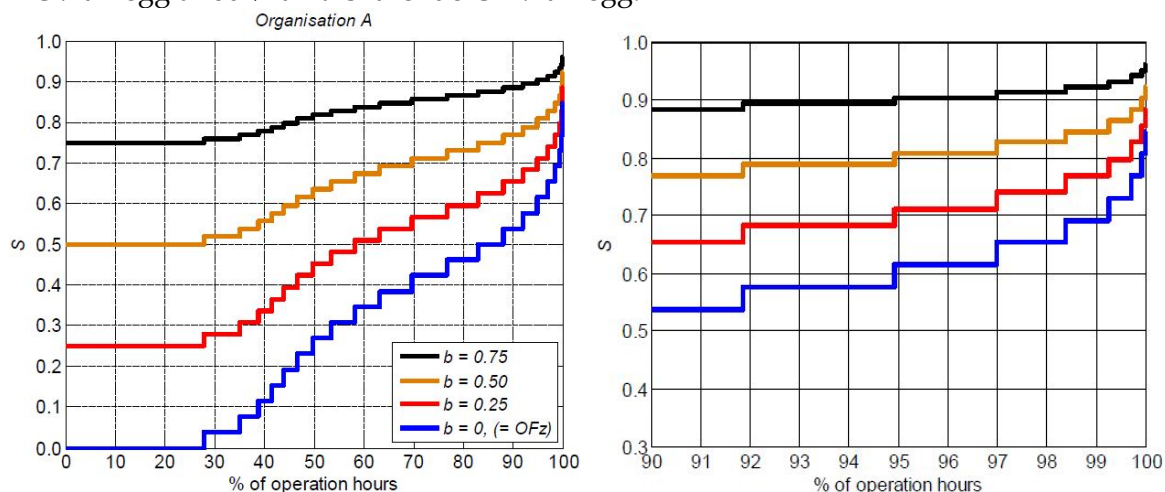 Organisation A
1.0
0.9
0.8
0.7
0.6
0.5
0.4
0.3
0.2
0.1
0.0
S
b = 0.75
b = 0.50
b = 0.25
b = 0, (= OFz)
0 10 20 30 40 50 60 70 80 90 100
% of operation hours
1.0
0.9
0.8
0.7
0.6
0.5
0.4
0.3
S
90 91 92 93 94 95 96 97 98 99 100
% of operation hours